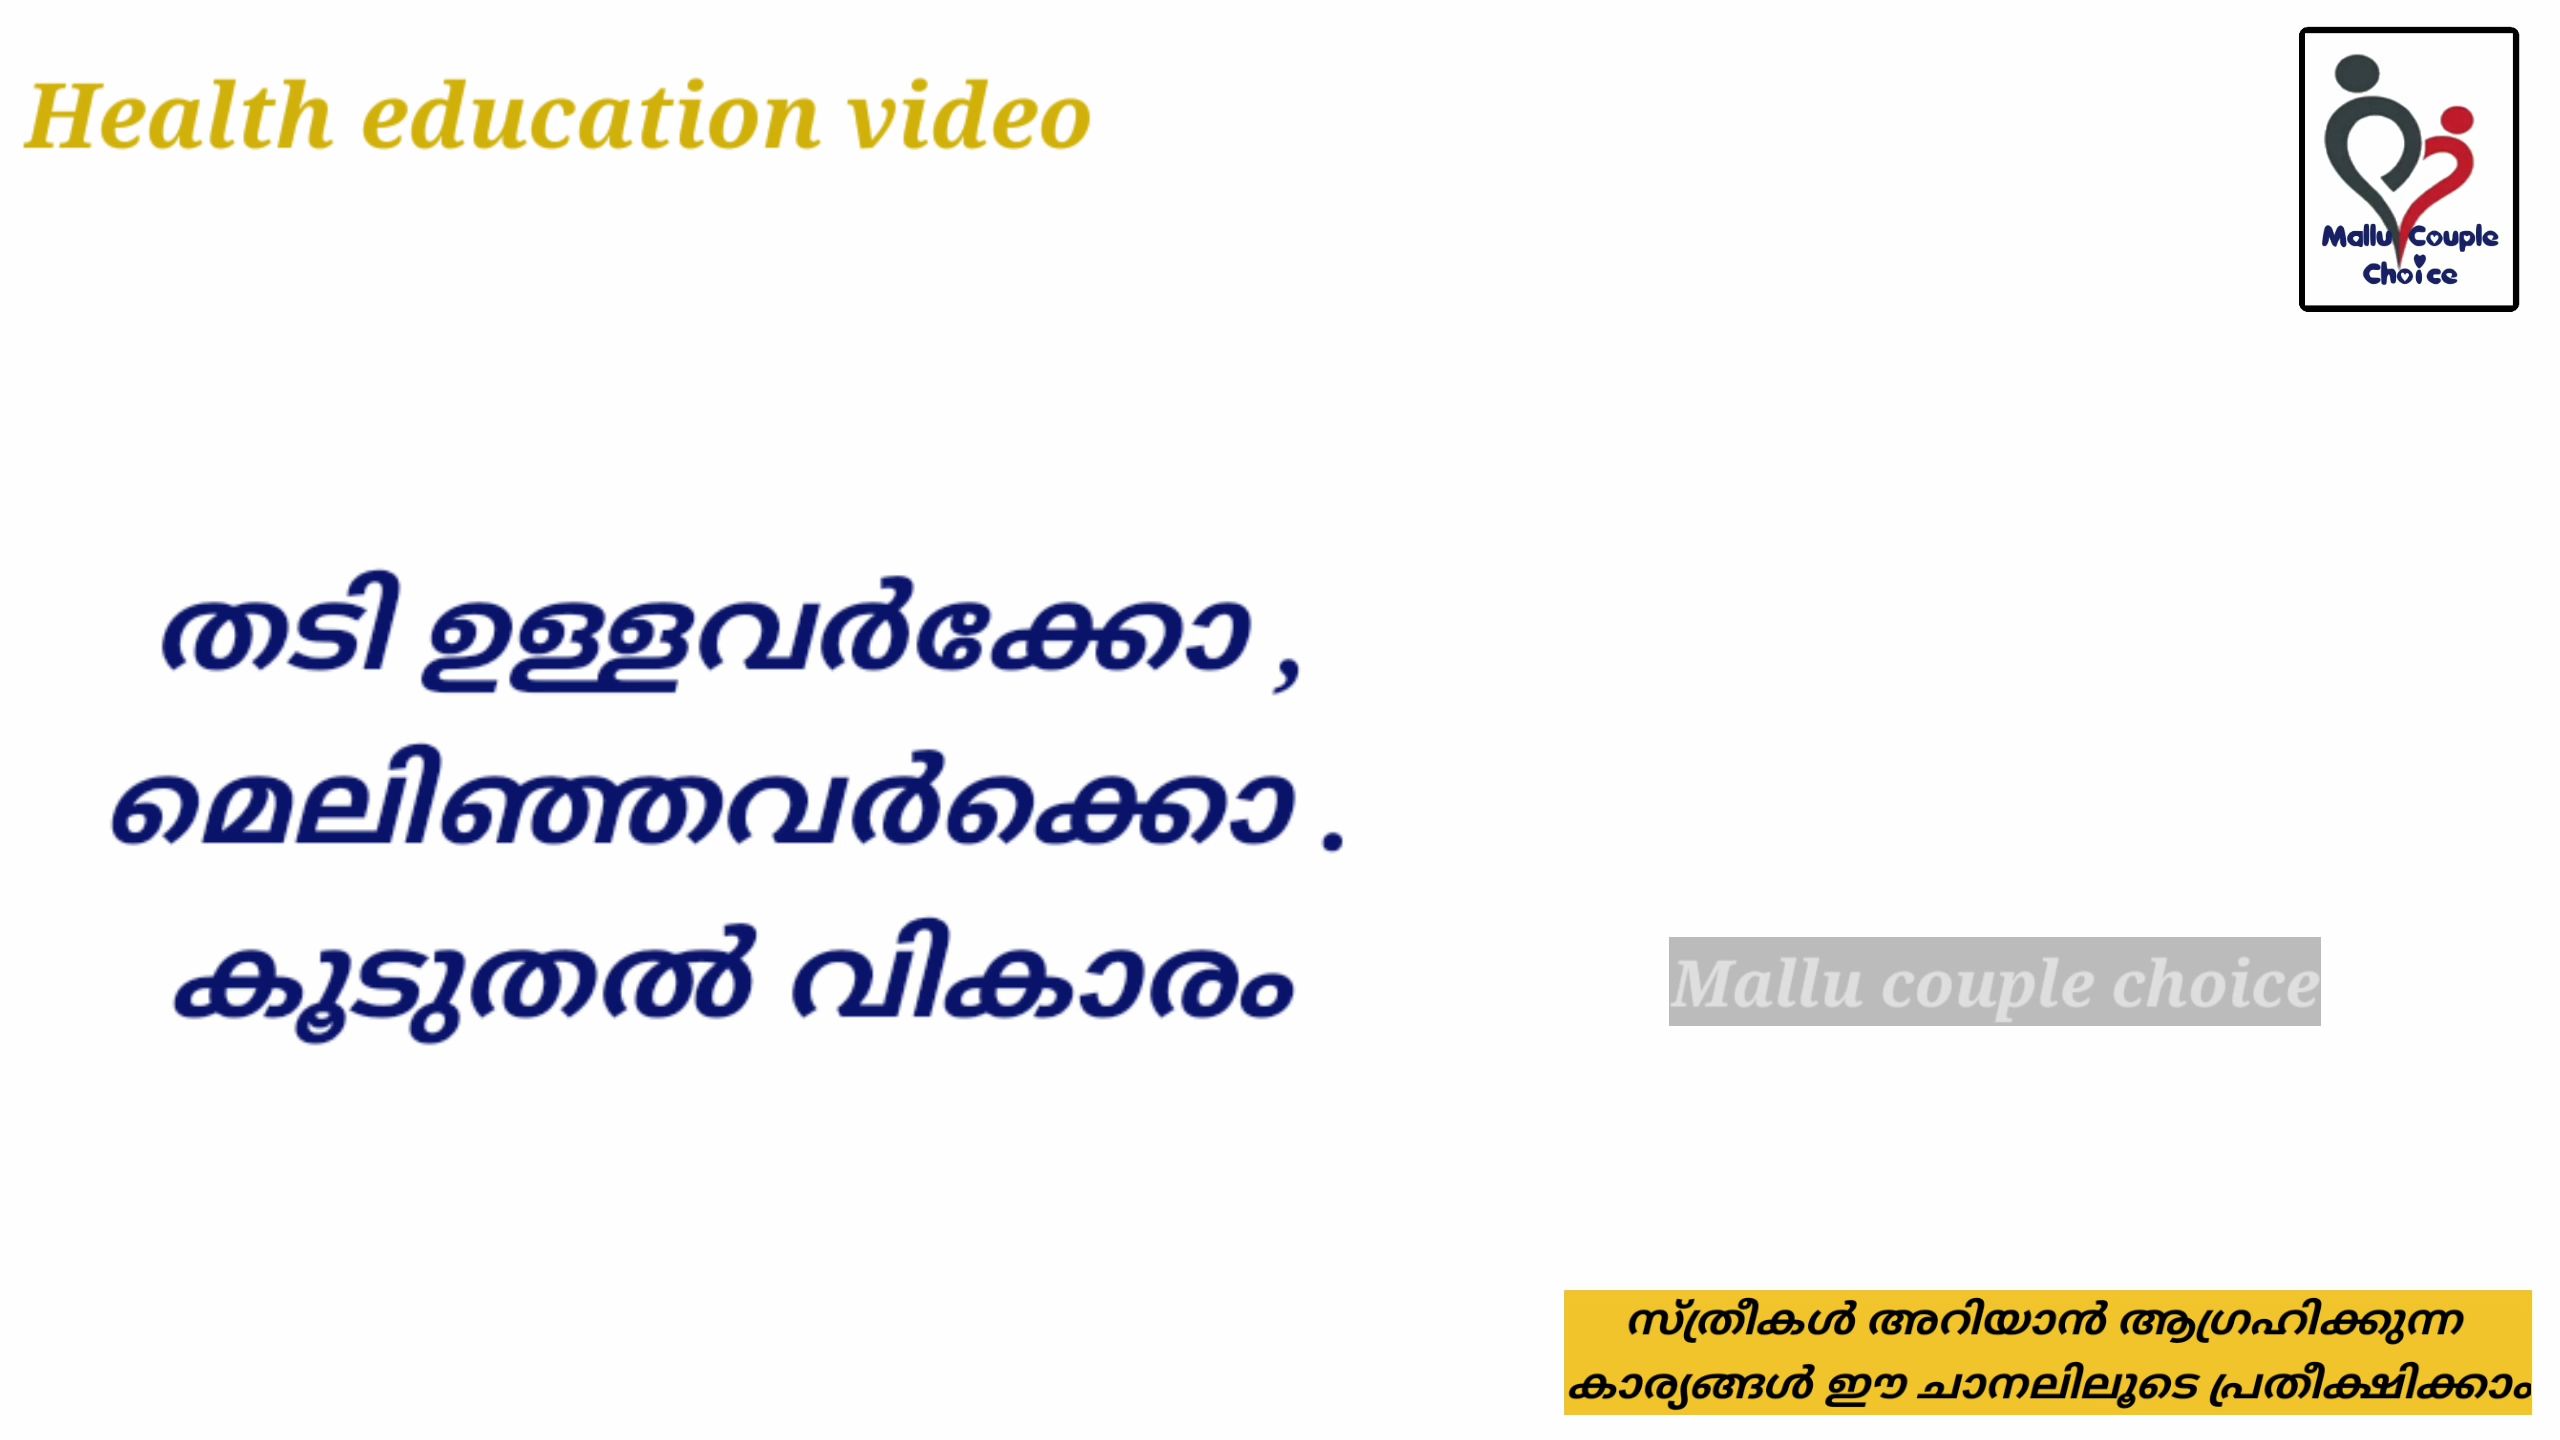 Health education video
Mallu Couple
Choice
തടി ഉള്ളവർക്കോ ,
മെലിഞ്ഞവർക്കൊ .
കൂടുതൽ വികാരം
Mallu couple choice
സ്ത്രീകൾ അറിയാൻ ആഗ്രഹിക്കുന്ന
കാര്യങ്ങൾ ഈ ചാനലിലൂടെ പ്രതീക്ഷിക്കാം